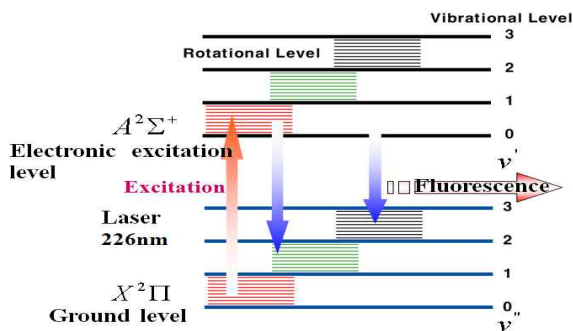 Vibrational Level
3
Rotational Level
2
1
A²Σ⁺
0
Electronic excitation
level
ν'
Excitation
Fluorescence
3
Laser
226nm
2
1
X²Π
0
Ground level
ν"